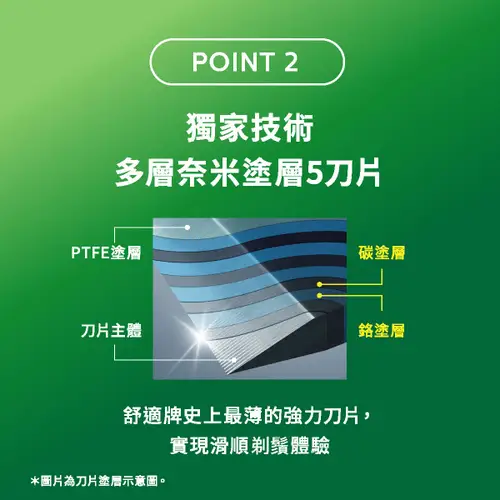 POINT 2
獨家技術
多層奈米塗層5刀片
PTFE塗層
碳塗層
刀片主體
鉻塗層
舒適牌史上最薄的強力刀片，
實現滑順剃鬚體驗
＊圖片為刀片塗層示意圖。